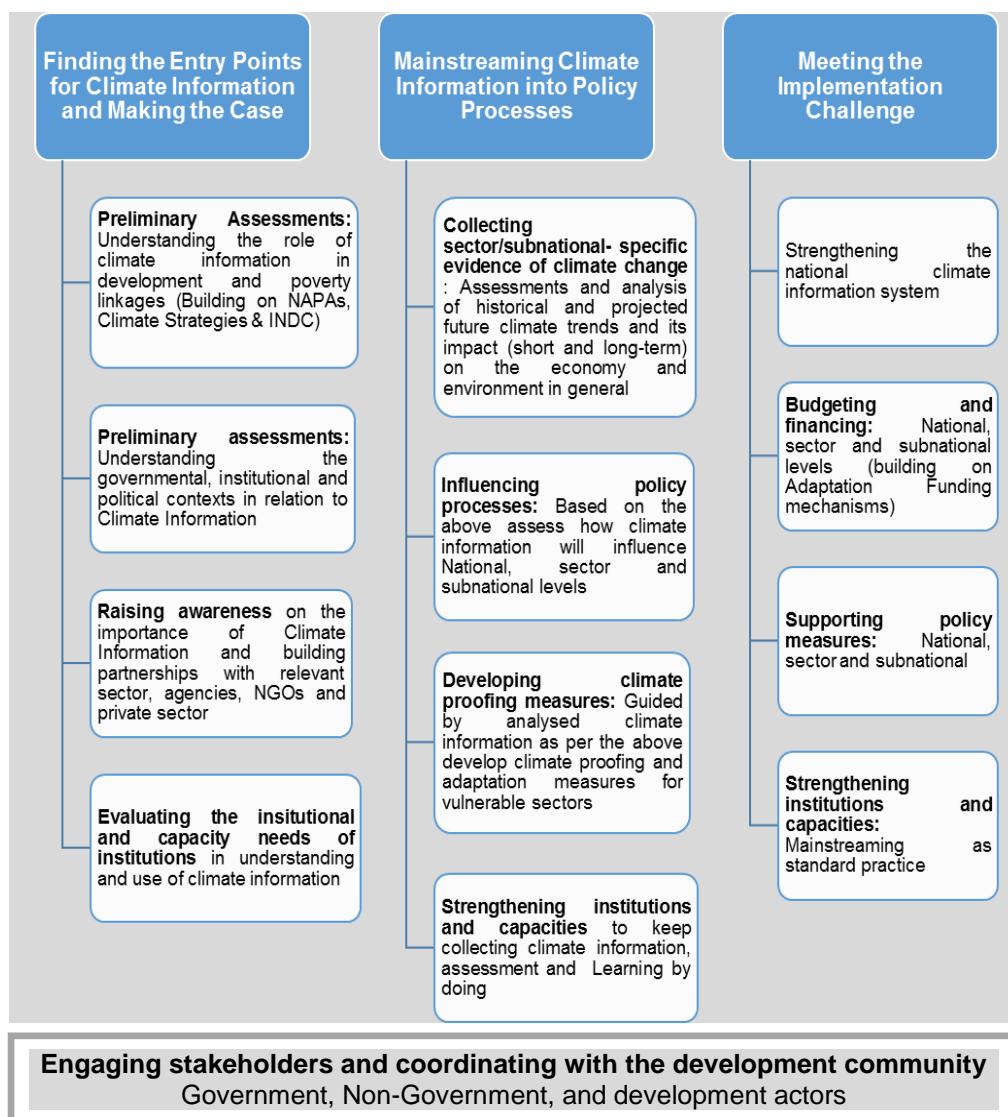 Finding the Entry Points
for Climate Information
and Making the Case
Preliminary Assessments:
Understanding the role of
climate information in
development and poverty
linkages (Building on NAPAs,
Climate Strategies & INDC)
Preliminary assessments:
Understanding the
governmental, institutional and
political contexts in relation to
Climate Information
Raising awareness on the
importance of Climate
Information and building
partnerships with relevant
sector, agencies, NGOs and
private sector
Evaluating the insitutional
and capacity needs of
institutions in understanding
and use of climate information
Mainstreaming Climate
Information into Policy
Processes
Collecting
sector/subnational- specific
evidence of climate change
: Assessments and analysis
of historical and projected
future climate trends and its
impact (short and long-term)
on the economy and
environment in general
Influencing policy
processes: Based on the
above assess how climate
information will influence
National, sector and
subnational levels
Developing climate
proofing measures: Guided
by analysed climate
information as per the above
develop climate proofing and
adaptation measures for
vulnerable sectors
Strengthening institutions
and capacities to keep
collecting climate information,
assessment and Learning by
doing
Meeting the
Implementation
Challenge
Strengthening the
national climate
information system
Budgeting and
financing: National,
sector and subnational
levels (building on
Adaptation Funding
mechanisms)
Supporting policy
measures: National,
sector and subnational
Strengthening
institutions and
capacities:
Mainstreaming as
standard practice
Engaging stakeholders and coordinating with the development community
Government, Non-Government, and development actors